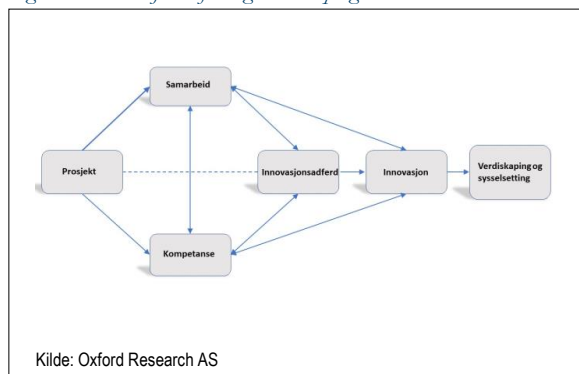 Samarbeid
Prosjekt
Innovasjonsadferd
Innovasjon
Verdiskaping og
sysselsetting
Kompetanse
Kilde: Oxford Research AS